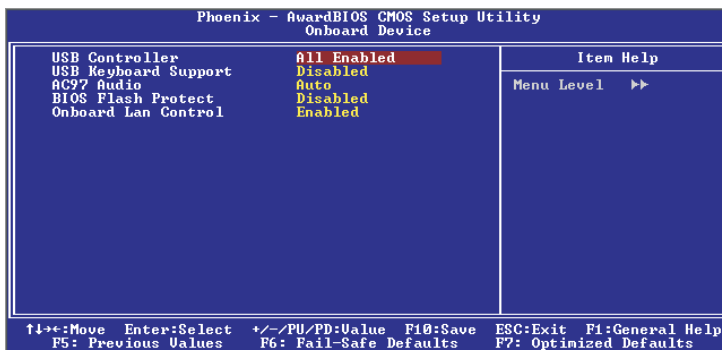 Phoenix - AwardBIOS CMOS Setup Utility
Onboard Device
USB Controller All Enabled
USB Keyboard Support Disabled
AC97 Audio Auto
BIOS Flash Protect Disabled
Onboard Lan Control Enabled
Item Help
Menu Level ▶▶
↑↓→←:Move Enter:Select +/-/PU/PD:Value F10:Save ESC:Exit F1:General Help
F5: Previous Values F6: Fail-Safe Defaults F7: Optimized Defaults